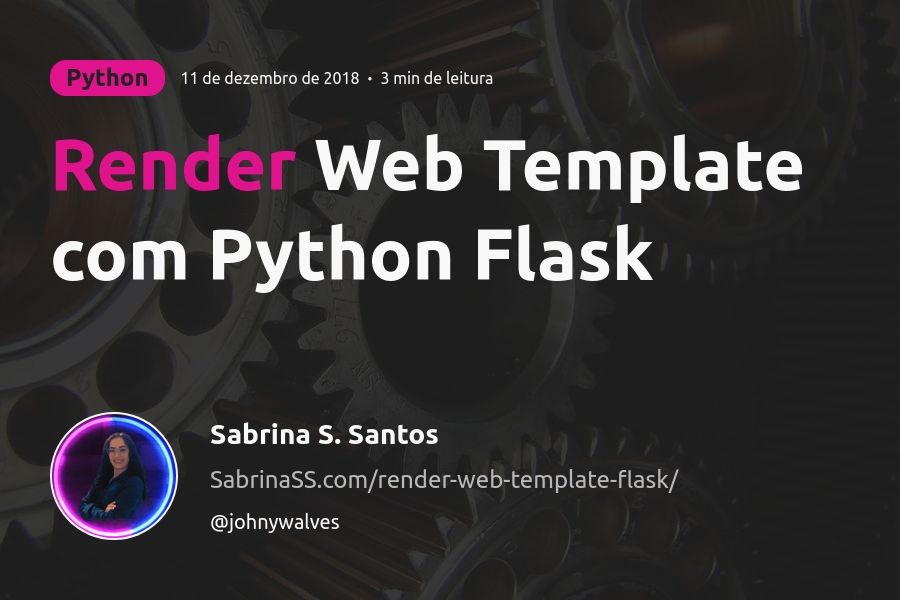 Python 11 de dezembro de 2018 • 3 min de leitura
Render Web Template
com Python Flask
Sabrina S. Santos
SabrinaSS.com/render-web-template-flask/
@johnywalves